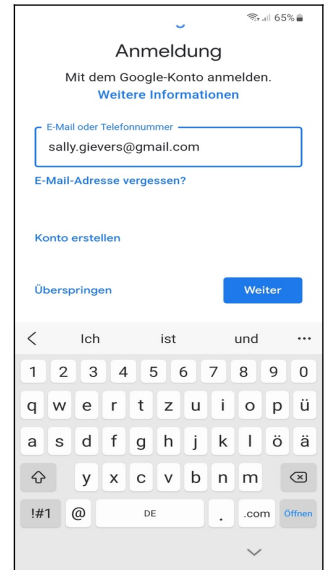 65%
Anmeldung
Mit dem Google-Konto anmelden.
Weitere Informationen
E-Mail oder Telefonnummer
sally.gievers@gmail.com
E-Mail-Adresse vergessen?
Konto erstellen
Überspringen Weiter
Ich ist und ...
1 2 3 4 5 6 7 8 9 0
q w e r t z u i o p ü
a s d f g h j k l ö ä
y x c v b n m
!#1 @ DE . .com Öffnen